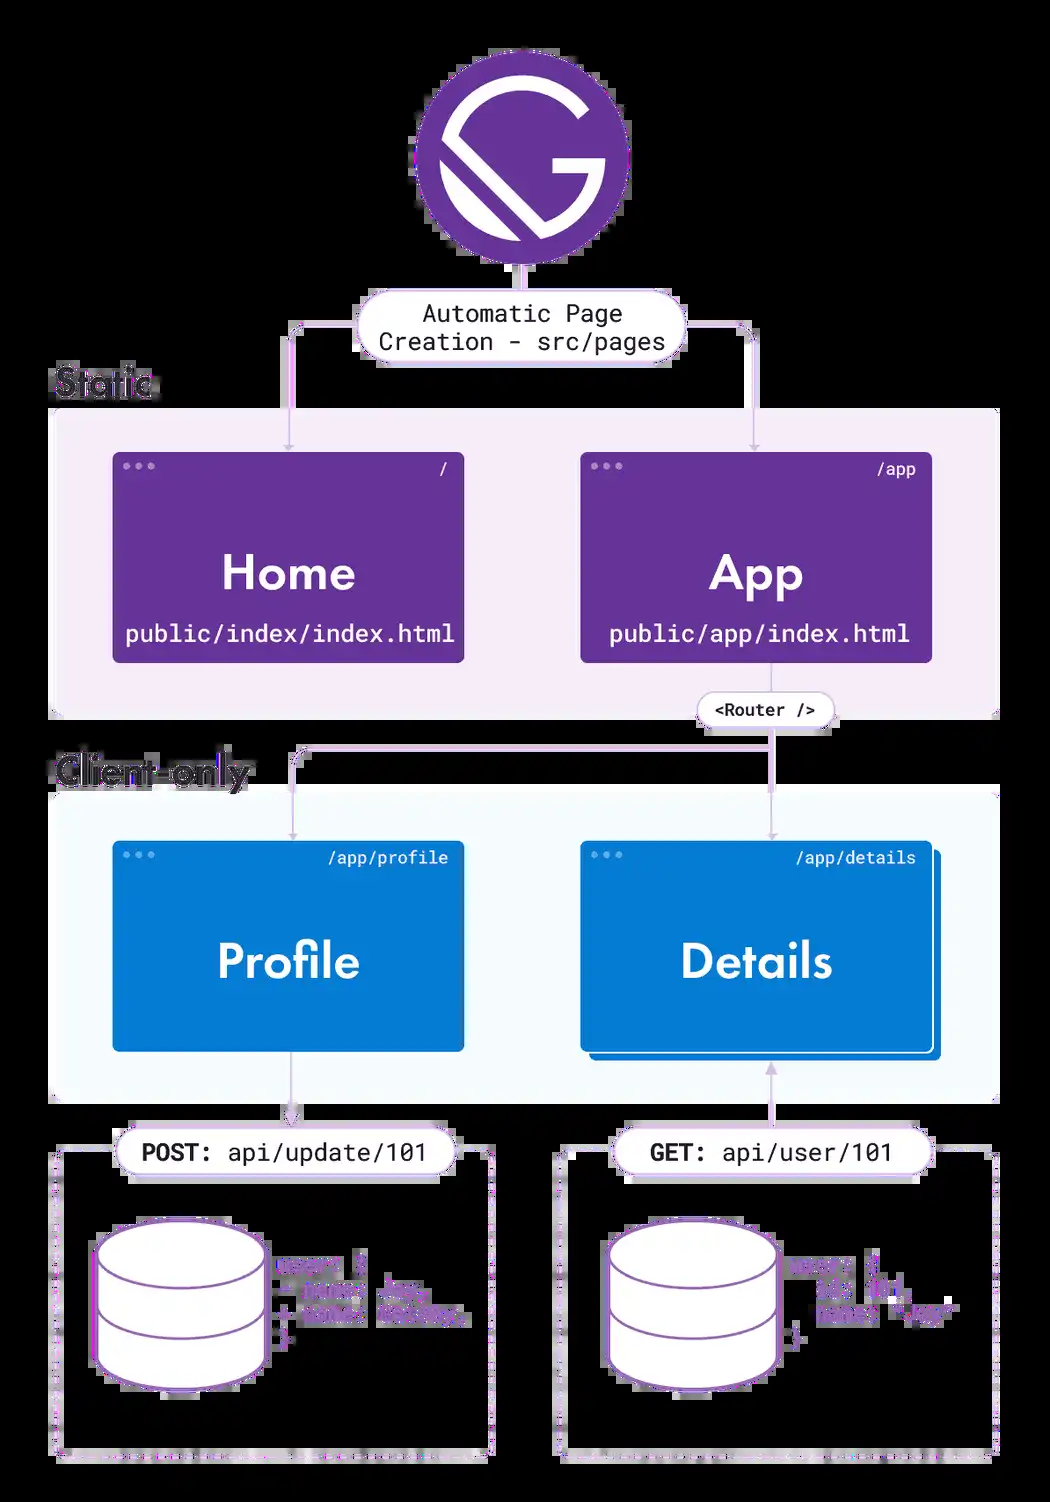 Automatic Page
Creation - src/pages
Static
/
Home
public/index/index.html
/app
App
public/app/index.html
<Router />
Client-only
/app/profile
Profile
/app/details
Details
POST: api/update/101
GET: api/user/101
user: {
- name: Jay,
}
user: {
id: 101,
name: "Jay"
}